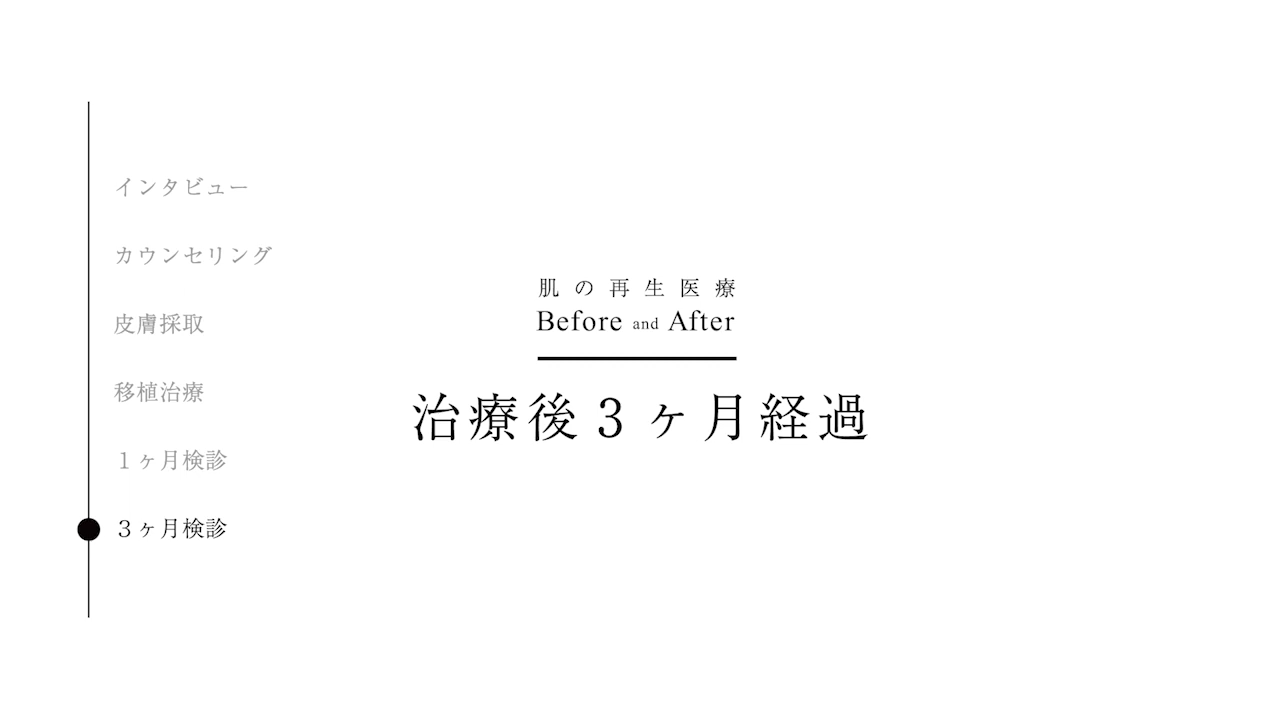 インタビュー
カウンセリング
皮膚採取
移植治療
１ヶ月検診
３ヶ月検診
肌の再生医療
Before and After
治療後３ヶ月経過